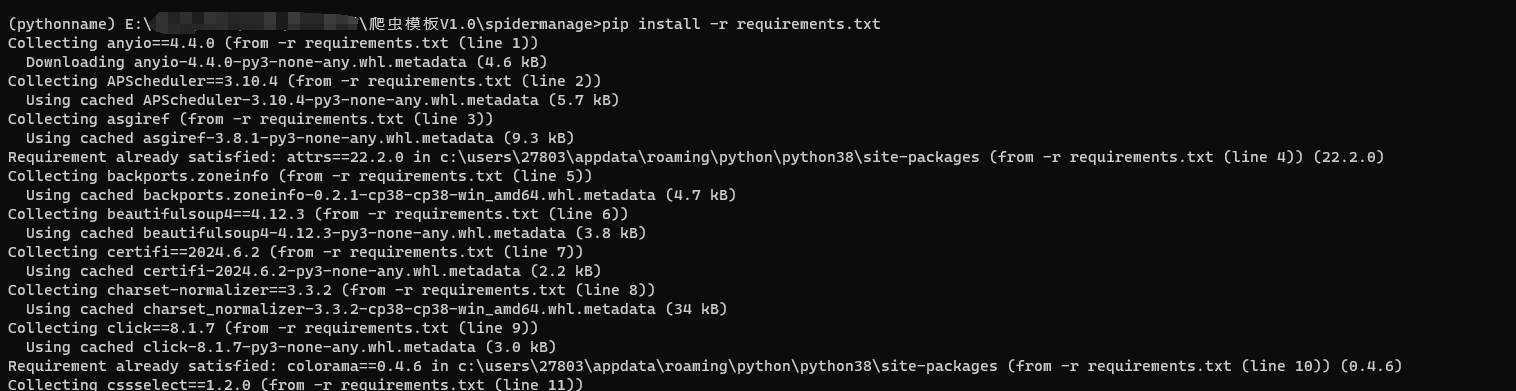 (pythonname) E:\ \爬虫模板V1.0\spidermanage>pip install -r requirements.txt
Collecting anyio==4.4.0 (from -r requirements.txt (line 1))
  Downloading anyio-4.4.0-py3-none-any.whl.metadata (4.6 kB)
Collecting APScheduler==3.10.4 (from -r requirements.txt (line 2))
  Using cached APScheduler-3.10.4-py3-none-any.whl.metadata (5.7 kB)
Collecting asgiref (from -r requirements.txt (line 3))
  Using cached asgiref-3.8.1-py3-none-any.whl.metadata (9.3 kB)
Requirement already satisfied: attrs==22.2.0 in c:\users\27803\appdata\roaming\python\python38\site-packages (from -r requirements.txt (line 4)) (22.2.0)
Collecting backports.zoneinfo (from -r requirements.txt (line 5))
  Using cached backports.zoneinfo-0.2.1-cp38-cp38-win_amd64.whl.metadata (4.7 kB)
Collecting beautifulsoup4==4.12.3 (from -r requirements.txt (line 6))
  Using cached beautifulsoup4-4.12.3-py3-none-any.whl.metadata (3.8 kB)
Collecting certifi==2024.6.2 (from -r requirements.txt (line 7))
  Using cached certifi-2024.6.2-py3-none-any.whl.metadata (2.2 kB)
Collecting charset-normalizer==3.3.2 (from -r requirements.txt (line 8))
  Using cached charset_normalizer-3.3.2-cp38-cp38-win_amd64.whl.metadata (34 kB)
Collecting click==8.1.7 (from -r requirements.txt (line 9))
  Using cached click-8.1.7-py3-none-any.whl.metadata (3.0 kB)
Requirement already satisfied: colorama==0.4.6 in c:\users\27803\appdata\roaming\python\python38\site-packages (from -r requirements.txt (line 10)) (0.4.6)
Collecting cssselect==1.2.0 (from -r requirements.txt (line 11))